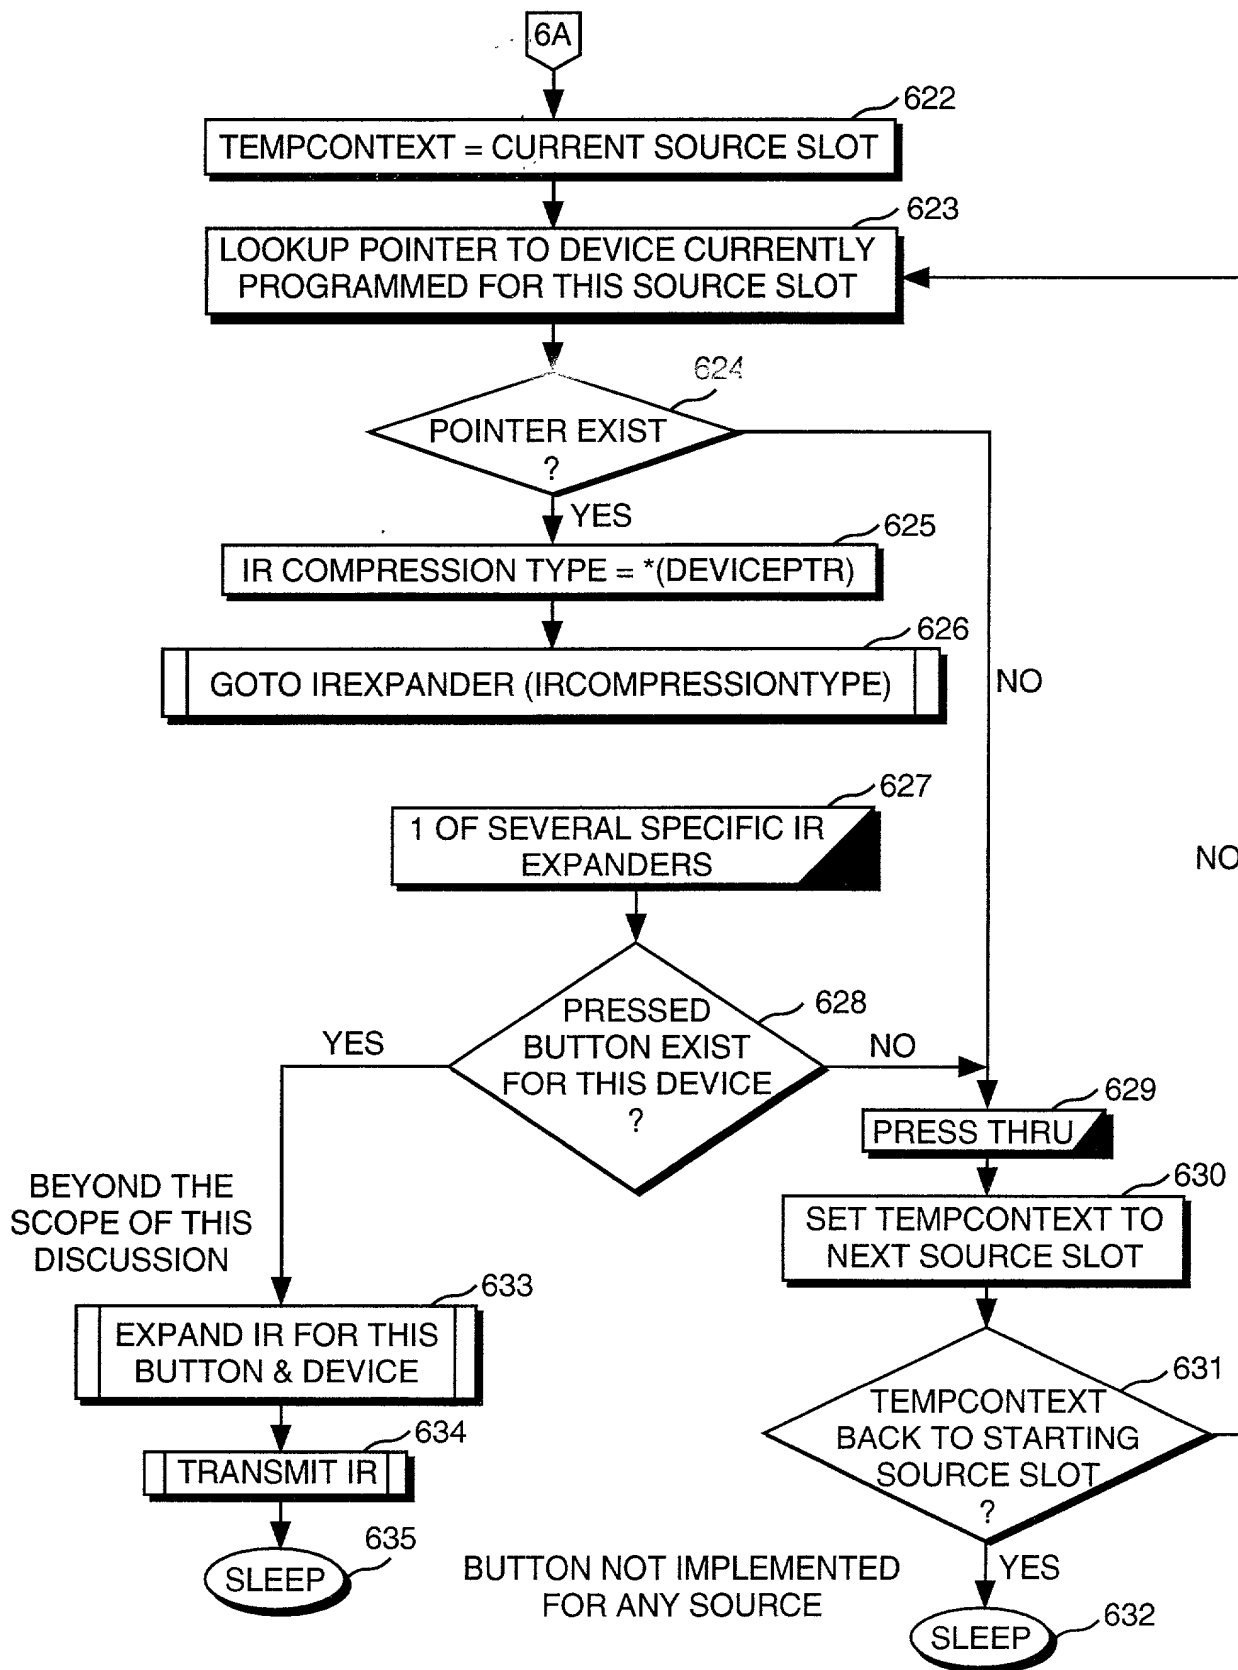 6A
622
TEMPCONTEXT = CURRENT SOURCE SLOT
623
LOOKUP POINTER TO DEVICE CURRENTLY
PROGRAMMED FOR THIS SOURCE SLOT
624
POINTER EXIST
?
YES
625
IR COMPRESSION TYPE = *(DEVICEPTR)
626
GOTO IREXPANDER (IRCOMPRESSIONTYPE)
NO
627
1 OF SEVERAL SPECIFIC IR
EXPANDERS
NO
628
PRESSED
BUTTON EXIST
FOR THIS DEVICE
?
YES
NO
629
PRESS THRU
BEYOND THE
SCOPE OF THIS
DISCUSSION
630
SET TEMPCONTEXT TO
NEXT SOURCE SLOT
633
EXPAND IR FOR THIS
BUTTON & DEVICE
631
TEMPCONTEXT
BACK TO STARTING
SOURCE SLOT
?
634
TRANSMIT IR
635
SLEEP
BUTTON NOT IMPLEMENTED
FOR ANY SOURCE
YES
632
SLEEP